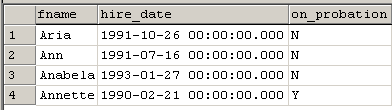 fname hire_date on_probation
1 Aria 1991-10-26 00:00:00.000 N
2 Ann 1991-07-16 00:00:00.000 N
3 Anabela 1993-01-27 00:00:00.000 N
4 Annette 1990-02-21 00:00:00.000 Y